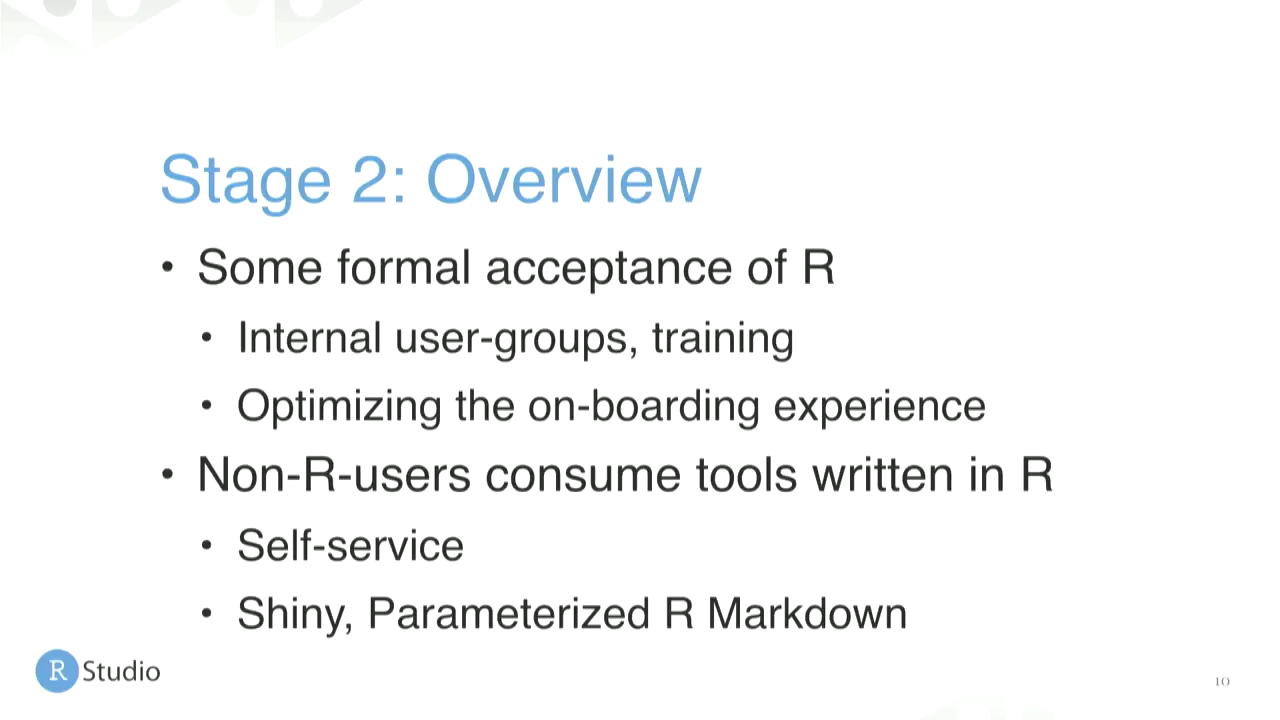 Stage 2: Overview
• Some formal acceptance of R
• Internal user-groups, training
• Optimizing the on-boarding experience
• Non-R-users consume tools written in R
• Self-service
• Shiny, Parameterized R Markdown
R Studio
10